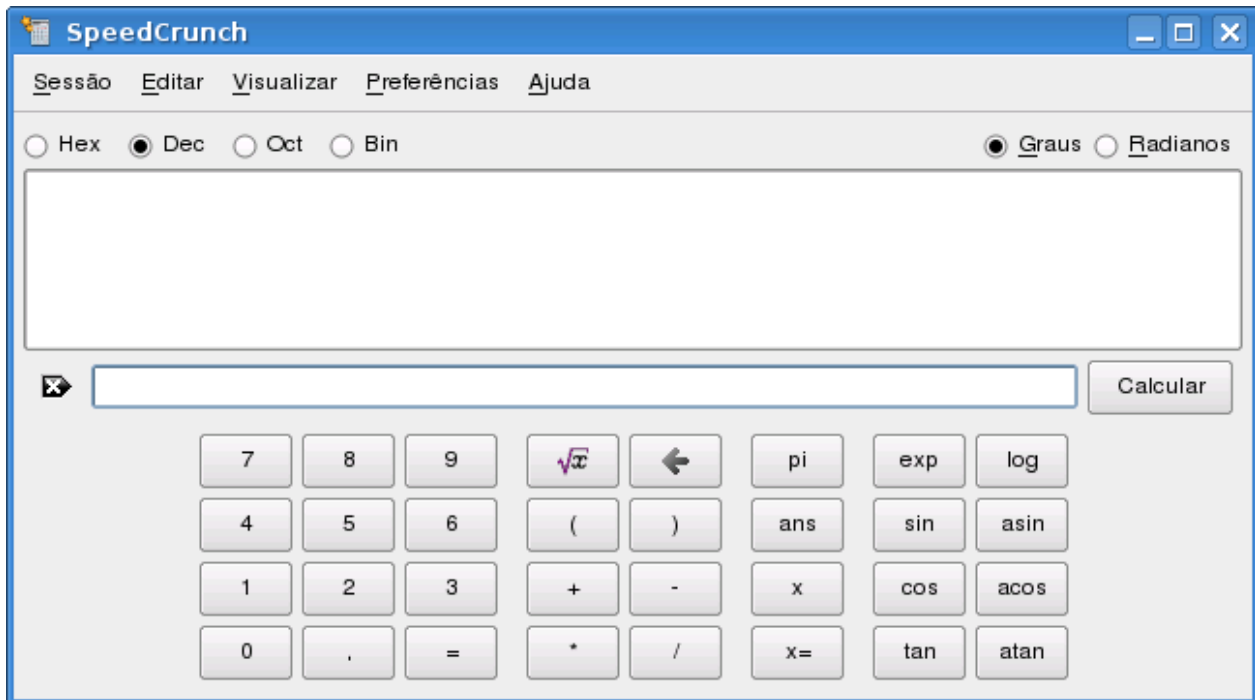 SpeedCrunch
Sessão Editar Visualizar Preferências Ajuda
Hex Dec Oct Bin Graus Radianos
Calcular
7 8 9 √x pi exp log
4 5 6 ( ) ans sin asin
1 2 3 + - x cos acos
0 , = * / x= tan atan